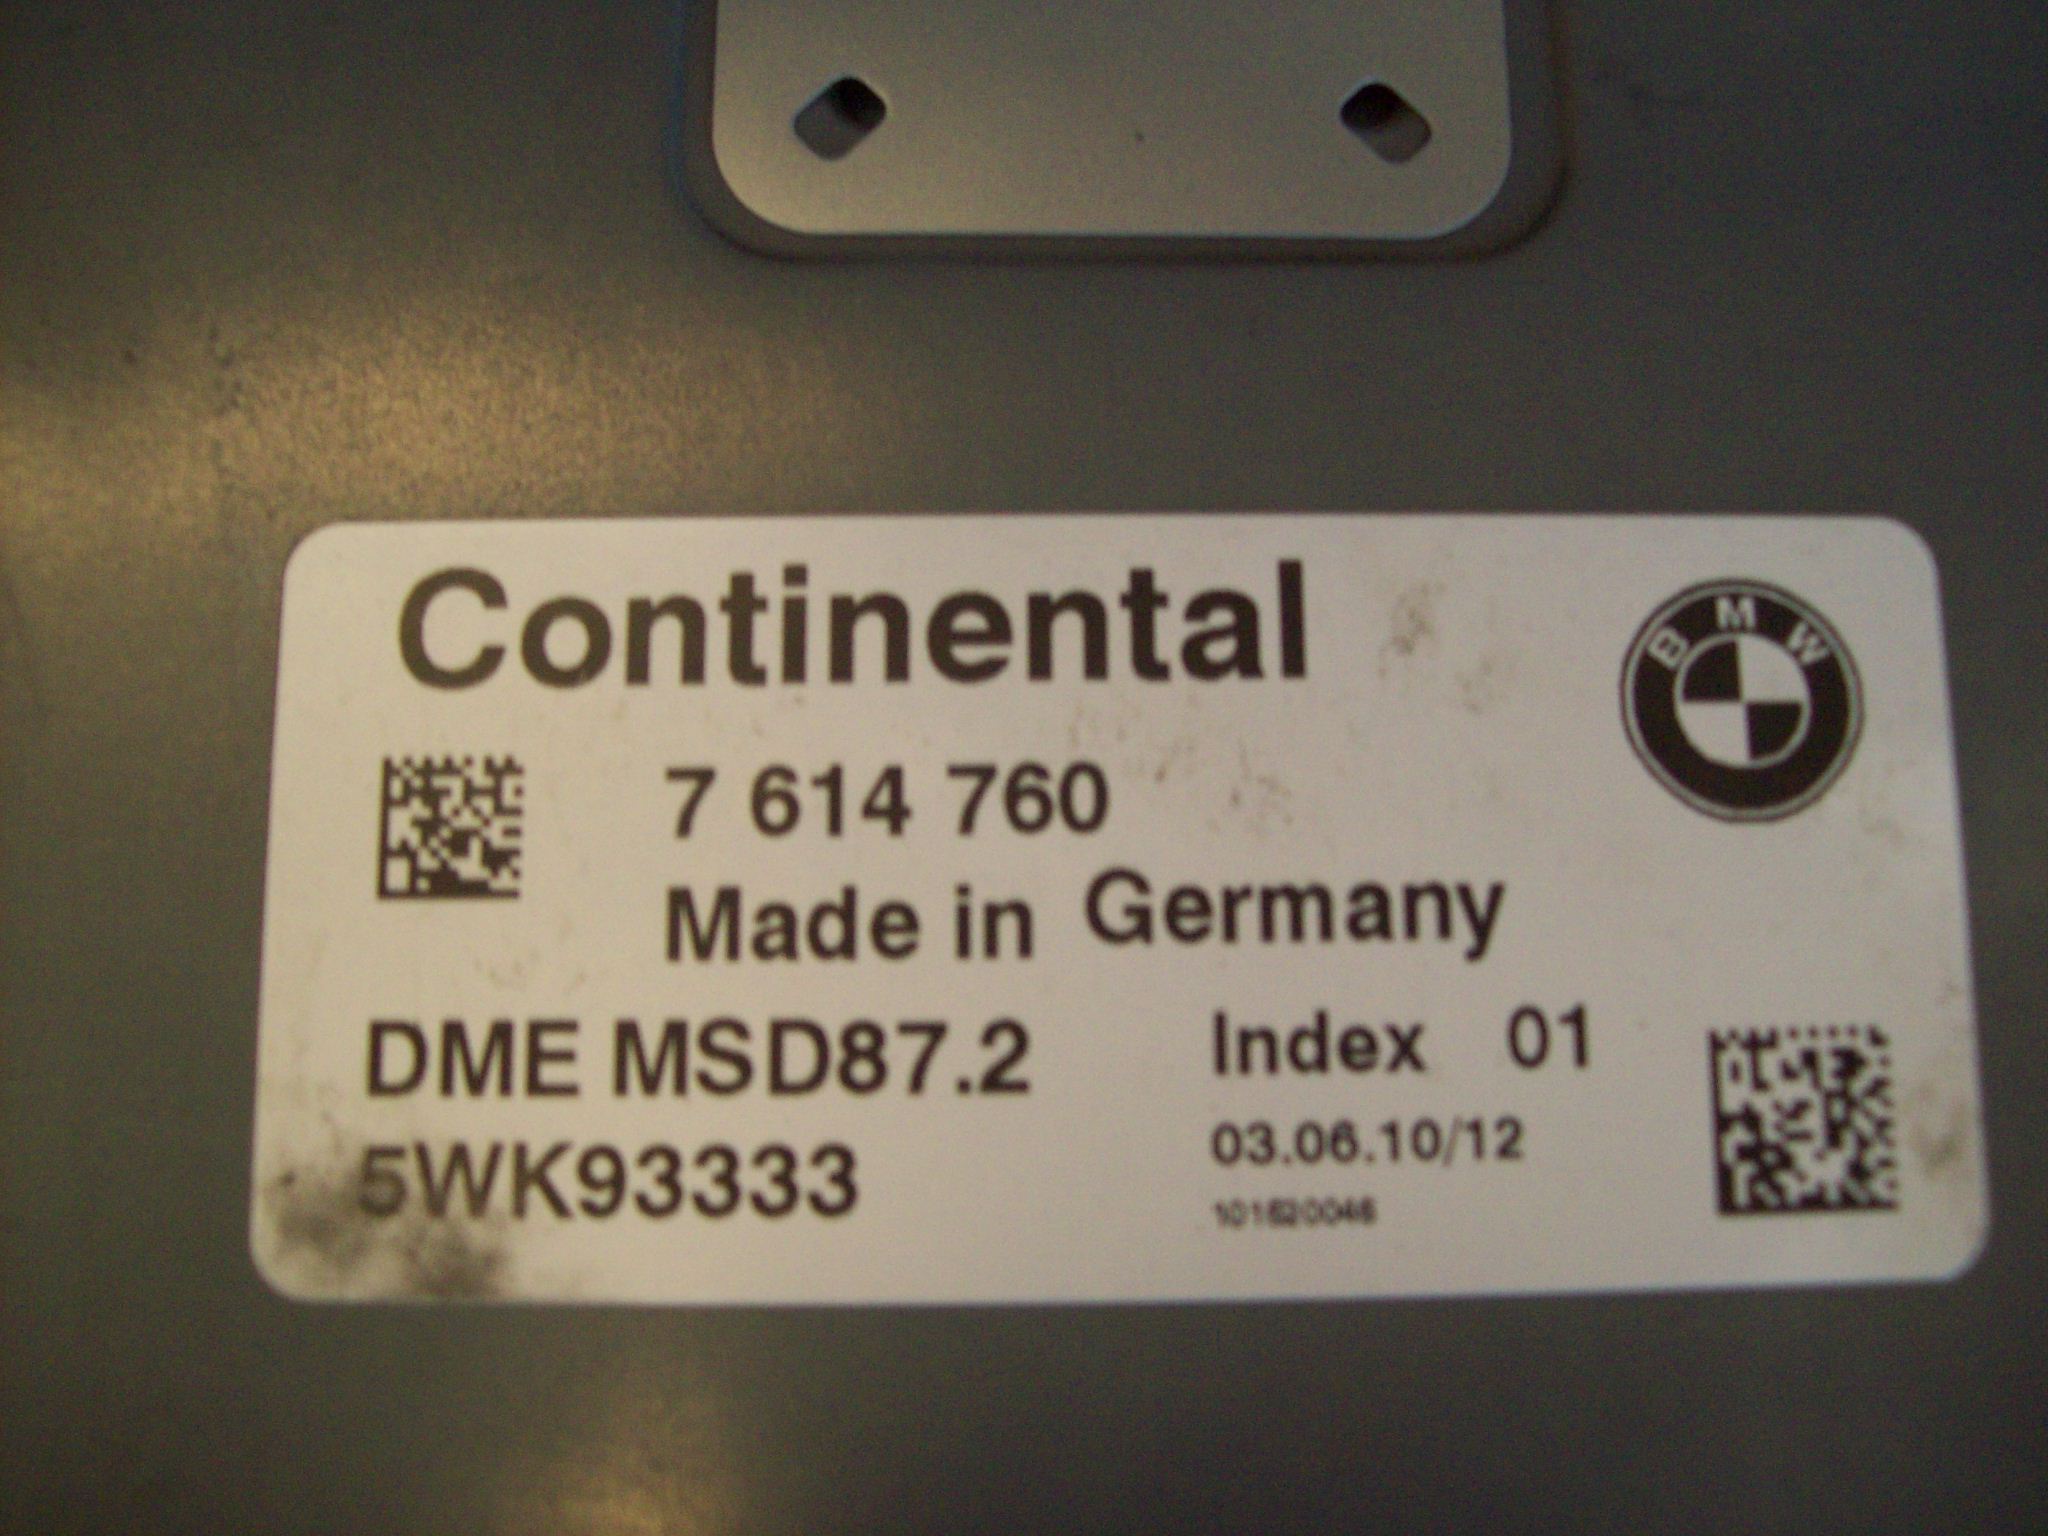 Continental
BMW
7 614 760
Made in Germany
DME MSD87.2 Index 01
5WK93333 03.06.10/12